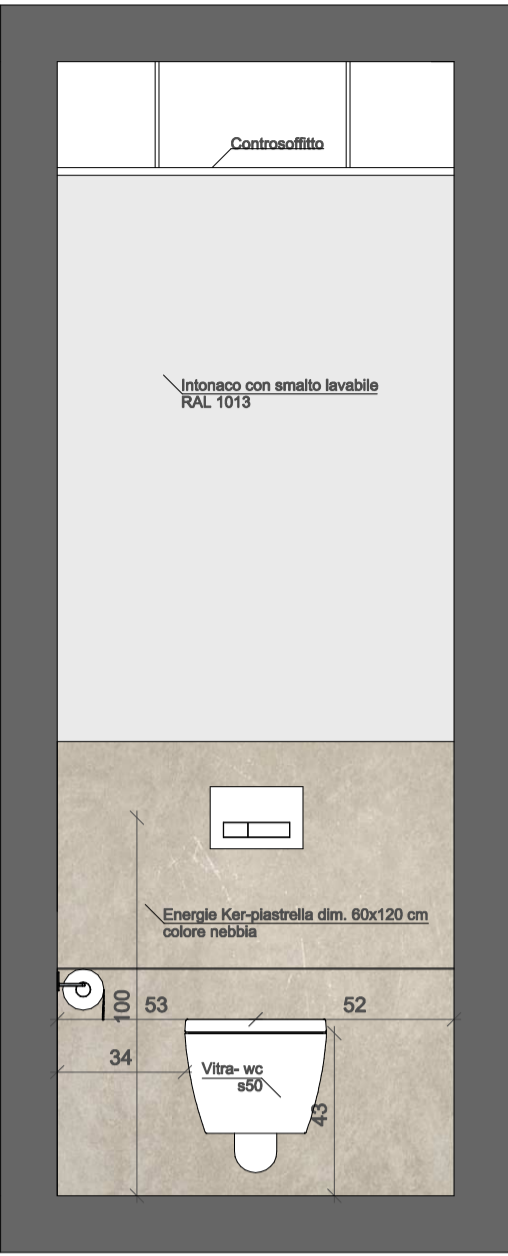 Controsoffitto
Intonaco con smalto lavabile
RAL 1013
Energie Ker-piastrella dim. 60x120 cm
colore nebbia
100
53
52
34
Vitra- wc
s50
43